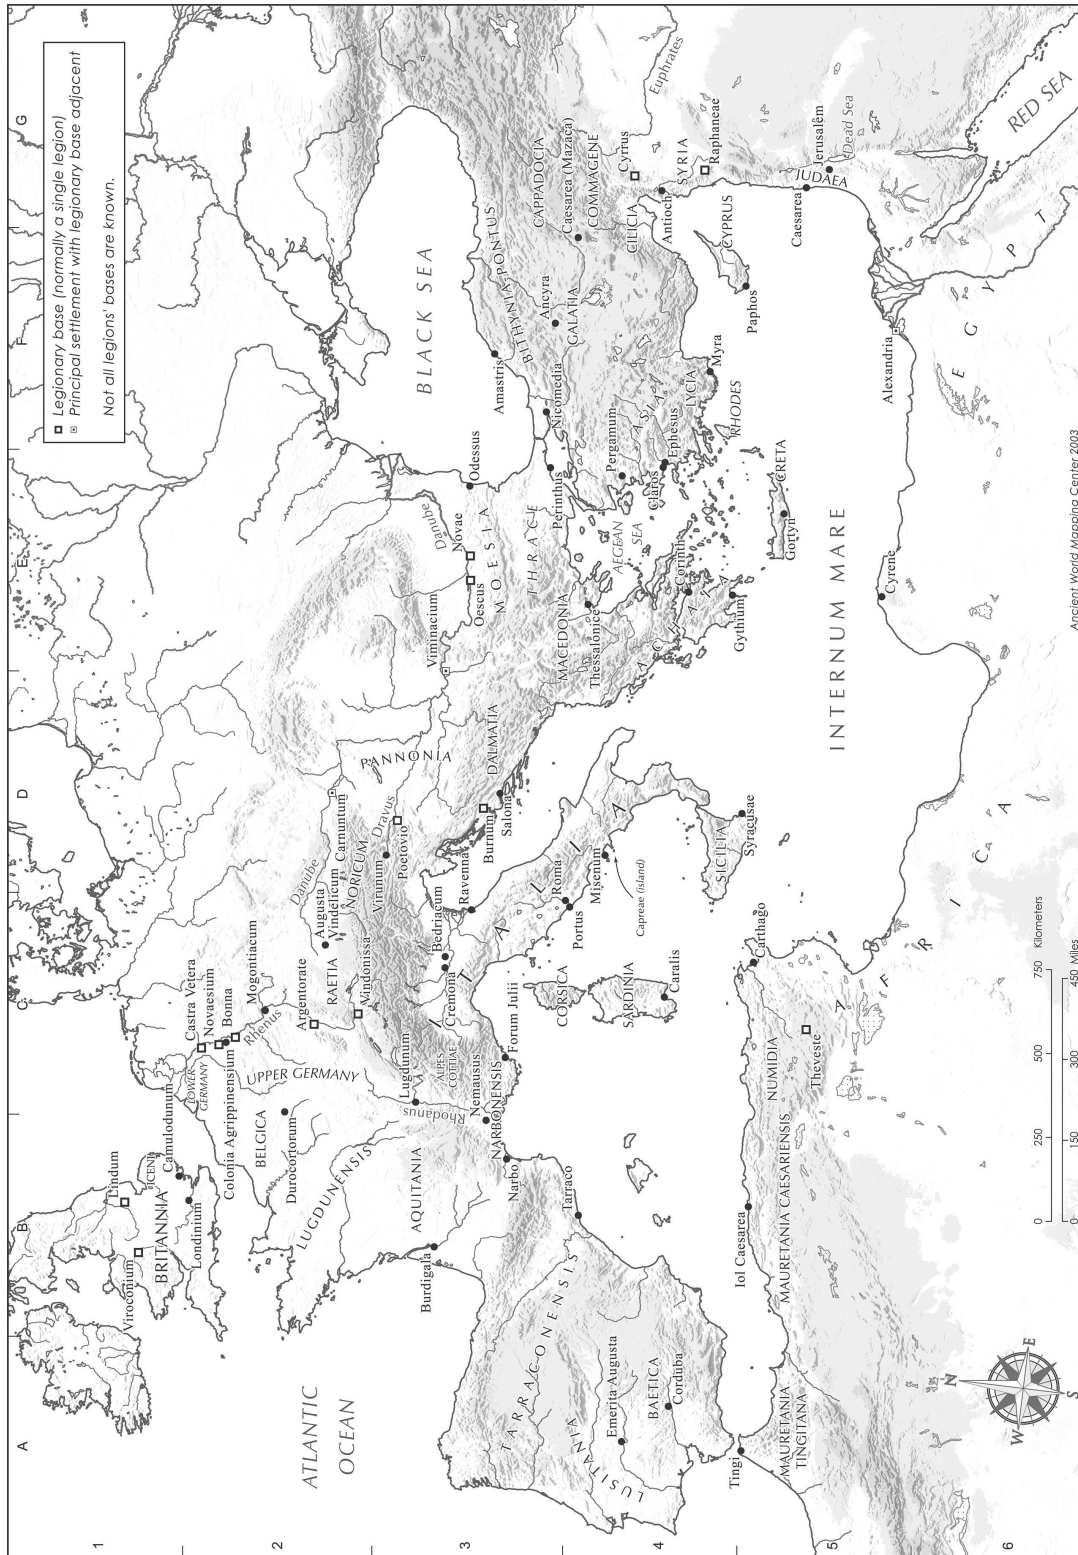 Legionary base (normally a single legion)
Principal settlement with legionary base adjacent
Not all legions' bases are known.
A
B
C
D
E
F
G
1
2
3
4
5
6
ATLANTIC
OCEAN
BLACK SEA
INTERNUM MARE
RED SEA
AEGEAN
SEA
Dead Sea
BRITANNIA
ICENI
Viroconium
Lindum
Londinium
Camulodunum
LOWER
GERMANY
Castra Vetera
Novaesium
Bonna
Colonia Agrippinensium
Rhenus
Mogontiacum
UPPER GERMANY
BELGICA
Durocortorum
LUGDUNENSIS
AQUITANIA
Burdigala
Argentorate
RAETIA
Augusta
Vindelicum
Vindonissa
Danube
Carnuntum
NORICUM
Virunum
Dravus
Poetovio
PANNONIA
Lugdunum
Rhodanus
ALPES
COTTIAE
Nemausus
NARBONENSIS
Narbo
Forum Julii
Cremona
Bedriacum
Ravenna
ITALIA
Roma
Portus
Misenum
Capreae (island)
CORSICA
SARDINIA
Caralis
SICILIA
Syracusae
Burnum
Salona
DALMATIA
Viminacium
Oescus
Novae
Danube
MOESIA
Odessus
THRACE
Perinthus
MACEDONIA
Thessalonice
ACHAEA
Corinth
Gythium
CRETA
Gortyn
RHODES
Amastris
BITHYNIA-PONTUS
Nicomedia
Ancyra
GALATIA
Pergamum
ASIA
Claros
Ephesus
LYCIA
Myra
CAPPADOCIA
Caesarea (Mazaca)
COMMAGENE
CILICIA
Cyrrus
Euphrates
Antioch
SYRIA
Raphaneae
CYPRUS
Paphos
Caesarea
JUDAEA
Jerusalem
EGYPT
Alexandria
Cyrene
AFRICA
Carthago
NUMIDIA
Theveste
MAURETANIA CAESARIENSIS
Iol Caesarea
MAURETANIA
TINGITANA
Tingi
TARRACONENSIS
Tarraco
LUSITANIA
Emerita Augusta
BAETICA
Corduba
0 250 500 750 Kilometers
0 150 300 450 Miles
N
E
S
W
Ancient World Mapping Center 2003